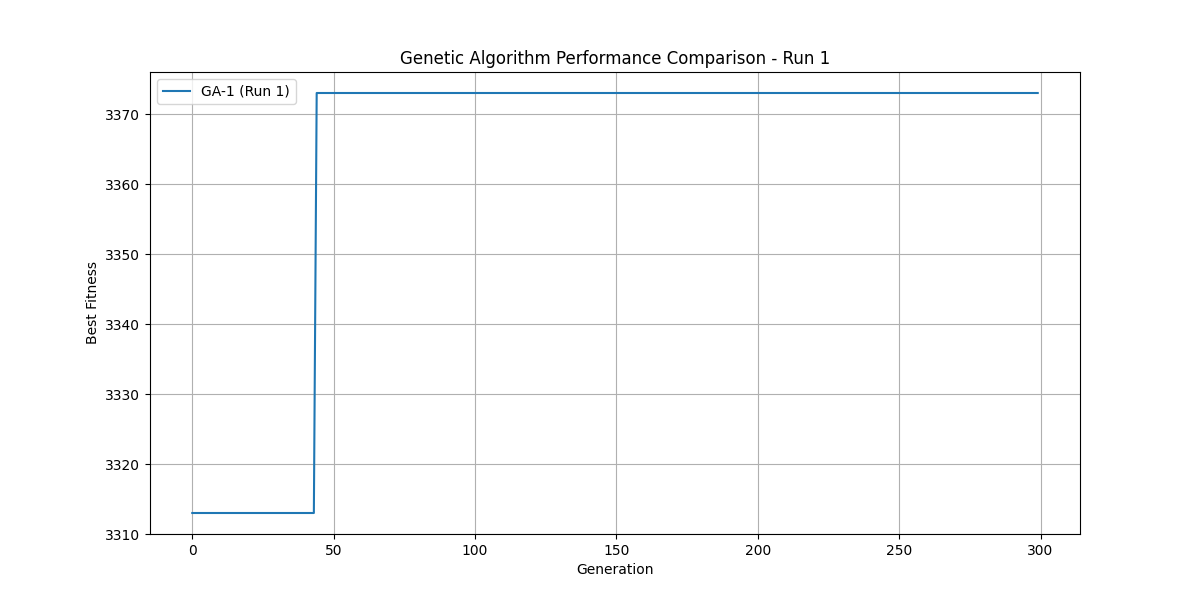 Genetic Algorithm Performance Comparison - Run 1
GA-1 (Run 1)
3370
3360
3350
3340
3330
3320
3310
Best Fitness
0 50 100 150 200 250 300
Generation